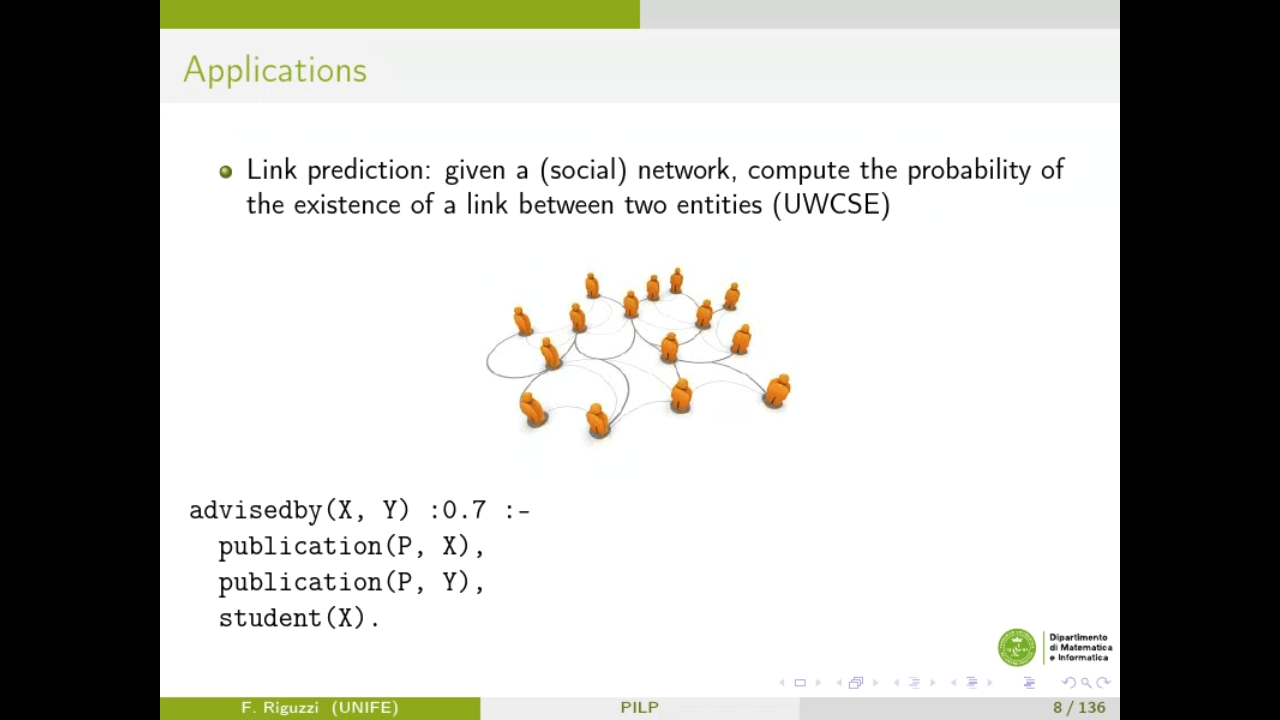 Applications
Link prediction: given a (social) network, compute the probability of
the existence of a link between two entities (UWCSE)
advisedby(X, Y) :0.7 :-
publication(P, X),
publication(P, Y),
student(X).
Dipartimento
di Matematica
e Informatica
F. Riguzzi (UNIFE)
PILP
8 / 136